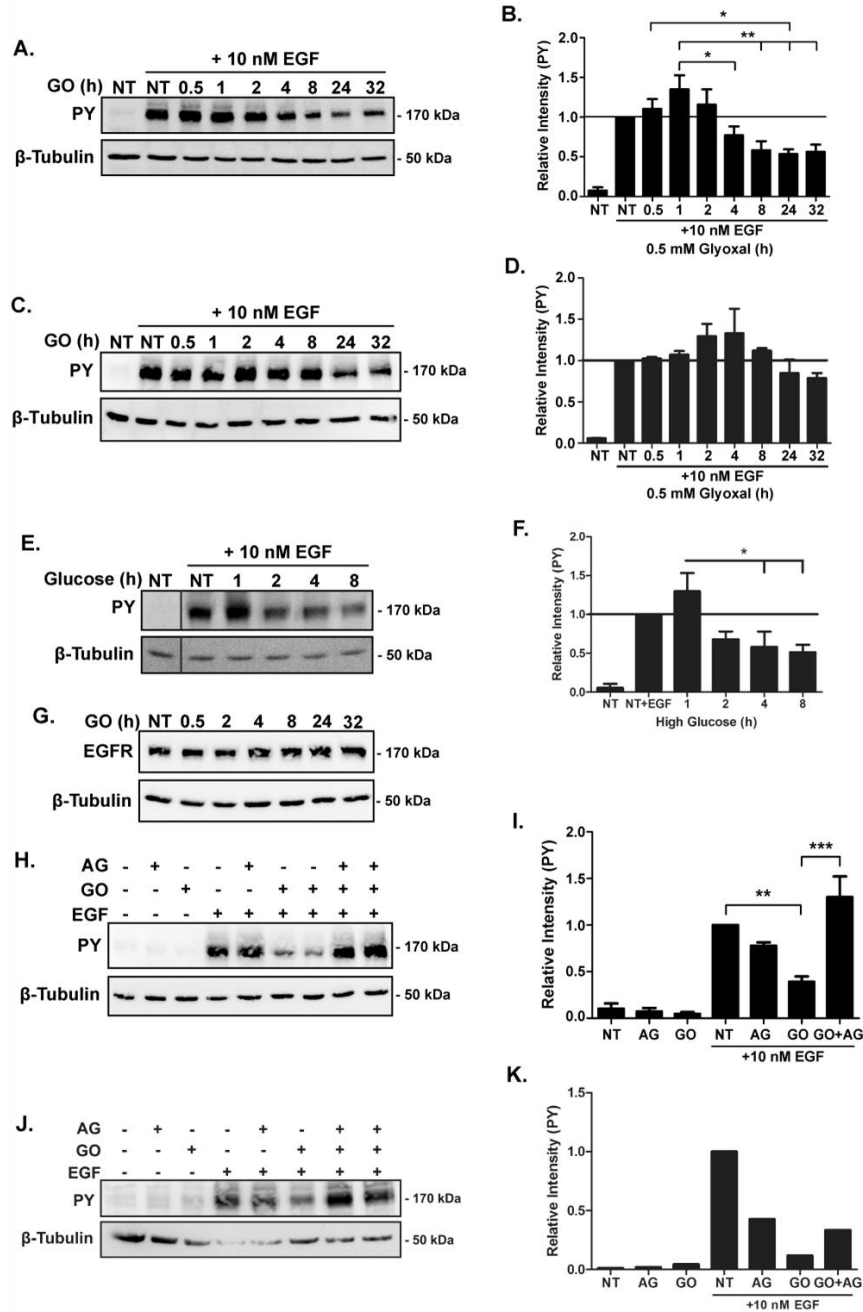 A.
+ 10 nM EGF
GO (h) NT NT 0.5 1 2 4 8 24 32
PY - 170 kDa
β-Tubulin - 50 kDa
B.
* ** *
Relative Intensity (PY)
2.0
1.5
1.0
0.5
0.0
NT NT 0.5 1 2 4 8 24 32
+10 nM EGF
0.5 mM Glyoxal (h)
C.
+ 10 nM EGF
GO (h) NT NT 0.5 1 2 4 8 24 32
PY - 170 kDa
β-Tubulin - 50 kDa
D.
Relative Intensity (PY)
2.0
1.5
1.0
0.5
0.0
NT NT 0.5 1 2 4 8 24 32
+10 nM EGF
0.5 mM Glyoxal (h)
E.
+ 10 nM EGF
Glucose (h) NT NT 1 2 4 8
PY - 170 kDa
β-Tubulin - 50 kDa
F.
*
Relative Intensity (PY)
2.0
1.5
1.0
0.5
0.0
NT NT+EGF 1 2 4 8
High Glucose (h)
G.
GO (h) NT 0.5 2 4 8 24 32
EGFR - 170 kDa
β-Tubulin - 50 kDa
H.
AG - + - - + - - + +
GO - - + - - + + + +
EGF - - - + + + + + +
PY - 170 kDa
β-Tubulin - 50 kDa
I.
** ***
Relative Intensity (PY)
2.0
1.5
1.0
0.5
0.0
NT AG GO NT AG GO GO+AG
+10 nM EGF
J.
AG - + - - + - + +
GO - - + - - + + +
EGF - - - + + + + +
PY - 170 kDa
β-Tubulin - 50 kDa
K.
Relative Intensity (PY)
1.5
1.0
0.5
0.0
NT AG GO NT AG GO GO+AG
+10 nM EGF